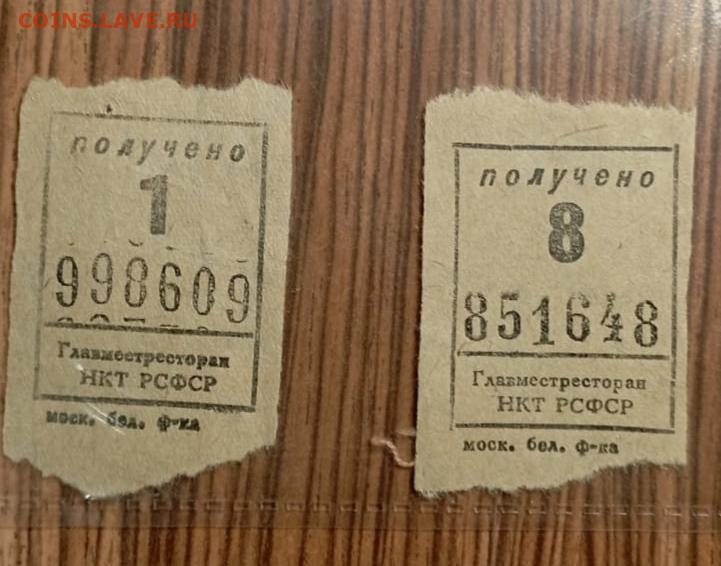 COINS.LAVE.RU
получено
1
998609
Главместресторан
НКТ РСФСР
моск. бел. ф-ка
получено
8
851648
Главместресторан
НКТ РСФСР
моск. бел. ф-ка